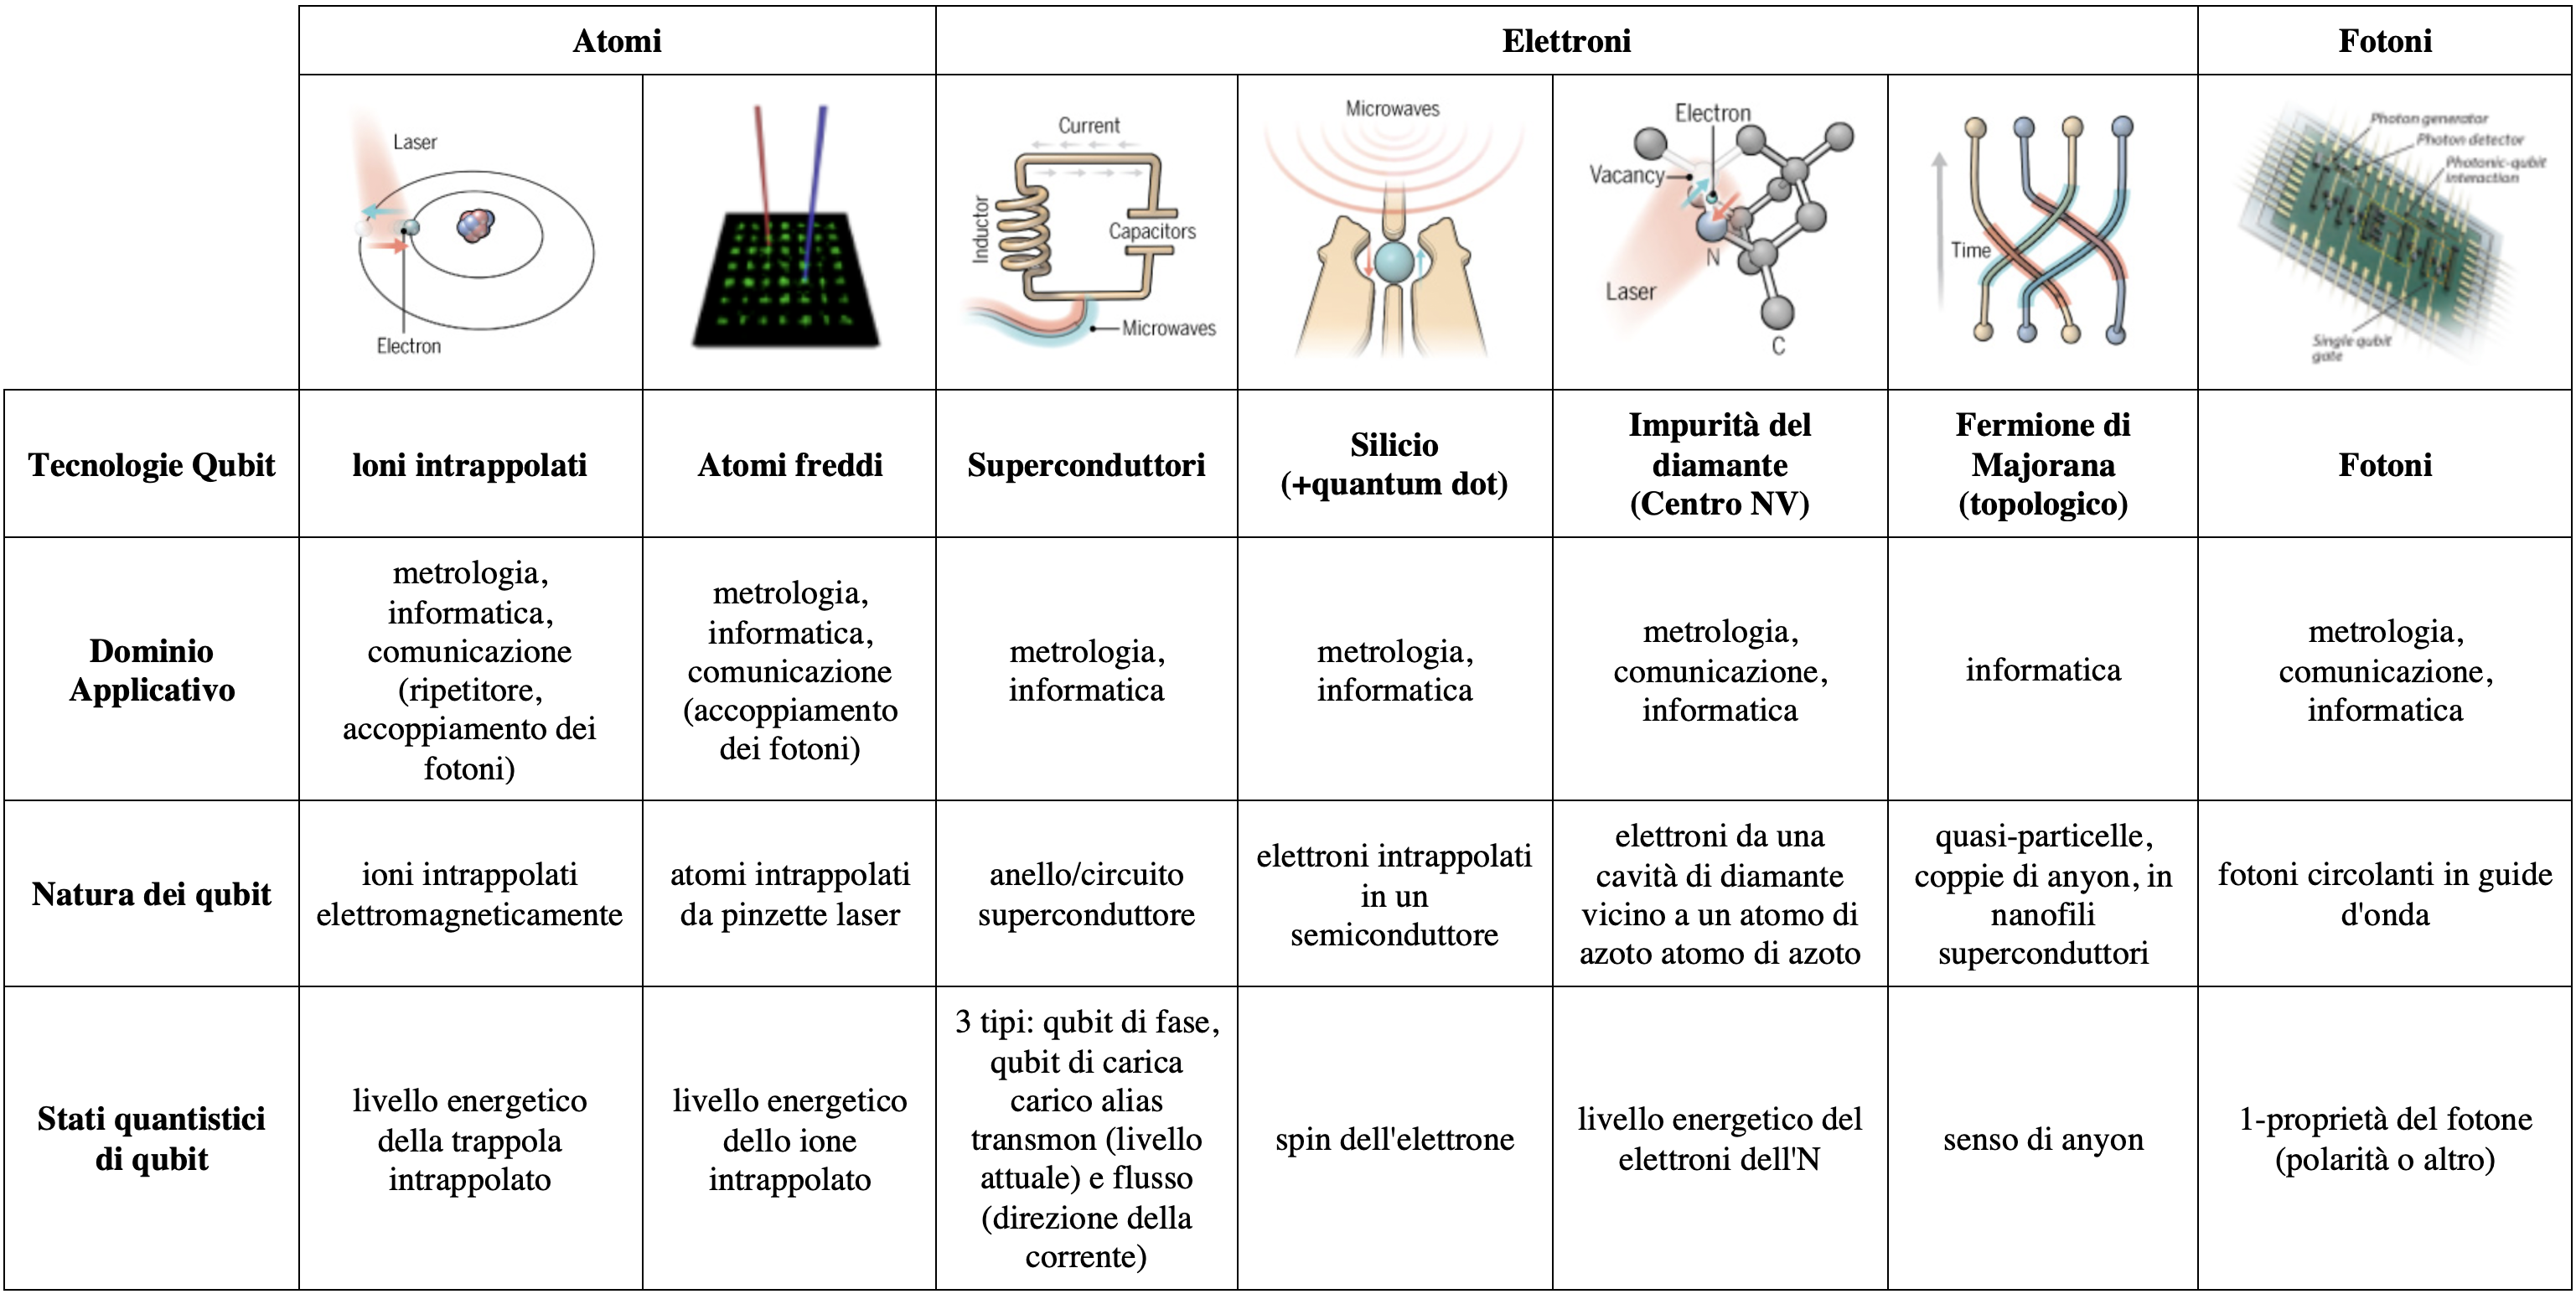 Atomi
Elettroni
Fotoni
Laser
Electron
Current
Inductor
Capacitors
Microwaves
Microwaves
Electron
Vacancy
N
Laser
C
Time
Photon generator
Photon detector
Photonic-qubit
interaction
Single qubit
gate
Tecnologie Qubit
Ioni intrappolati
Atomi freddi
Superconduttori
Silicio
(+quantum dot)
Impurità del
diamante
(Centro NV)
Fermione di
Majorana
(topologico)
Fotoni
Dominio
Applicativo
metrologia,
informatica,
comunicazione
(ripetitore,
accoppiamento dei
fotoni)
metrologia,
informatica,
comunicazione
(accoppiamento
dei fotoni)
metrologia,
informatica
metrologia,
informatica
metrologia,
comunicazione,
informatica
informatica
metrologia,
comunicazione,
informatica
Natura dei qubit
ioni intrappolati
elettromagneticamente
atomi intrappolati
da pinzette laser
anello/circuito
superconduttore
elettroni intrappolati
in un
semiconduttore
elettroni da una
cavità di diamante
vicino a un atomo di
azoto atomo di azoto
quasi-particelle,
coppie di anyon, in
nanofili
superconduttori
fotoni circolanti in guide
d'onda
Stati quantistici
di qubit
livello energetico
della trappola
intrappolato
livello energetico
dello ione
intrappolato
3 tipi: qubit di fase,
qubit di carica
carico alias
transmon (livello
attuale) e flusso
(direzione della
corrente)
spin dell'elettrone
livello energetico del
elettroni dell'N
senso di anyon
1-proprietà del fotone
(polarità o altro)